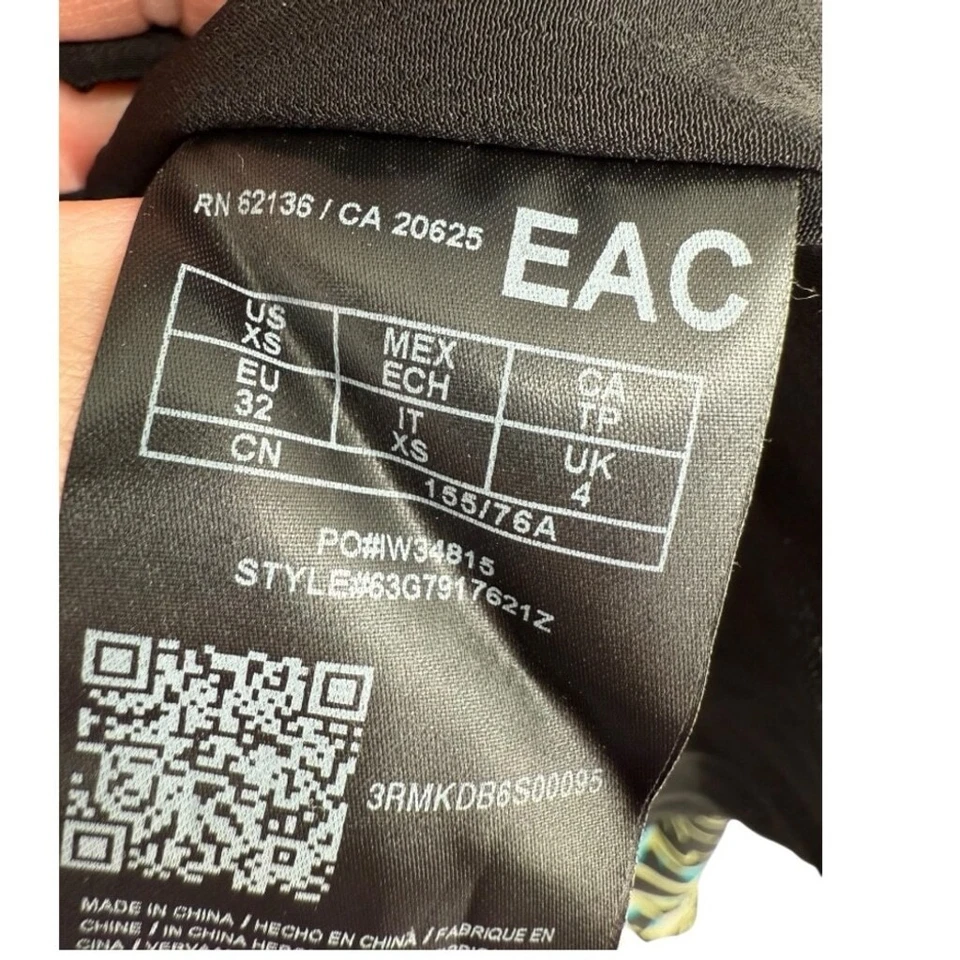 RN 62136 / CA 20625
EAC
US XS
MEX ECH
CA TP
EU 32
IT XS
UK 4
CN 155/76A
PO#IW34815
STYLE#63G7917621Z
3RMKDB6S00095
MADE IN CHINA / HECHO EN CHINA / FABRIQUE EN
CHINE / IN CHINA